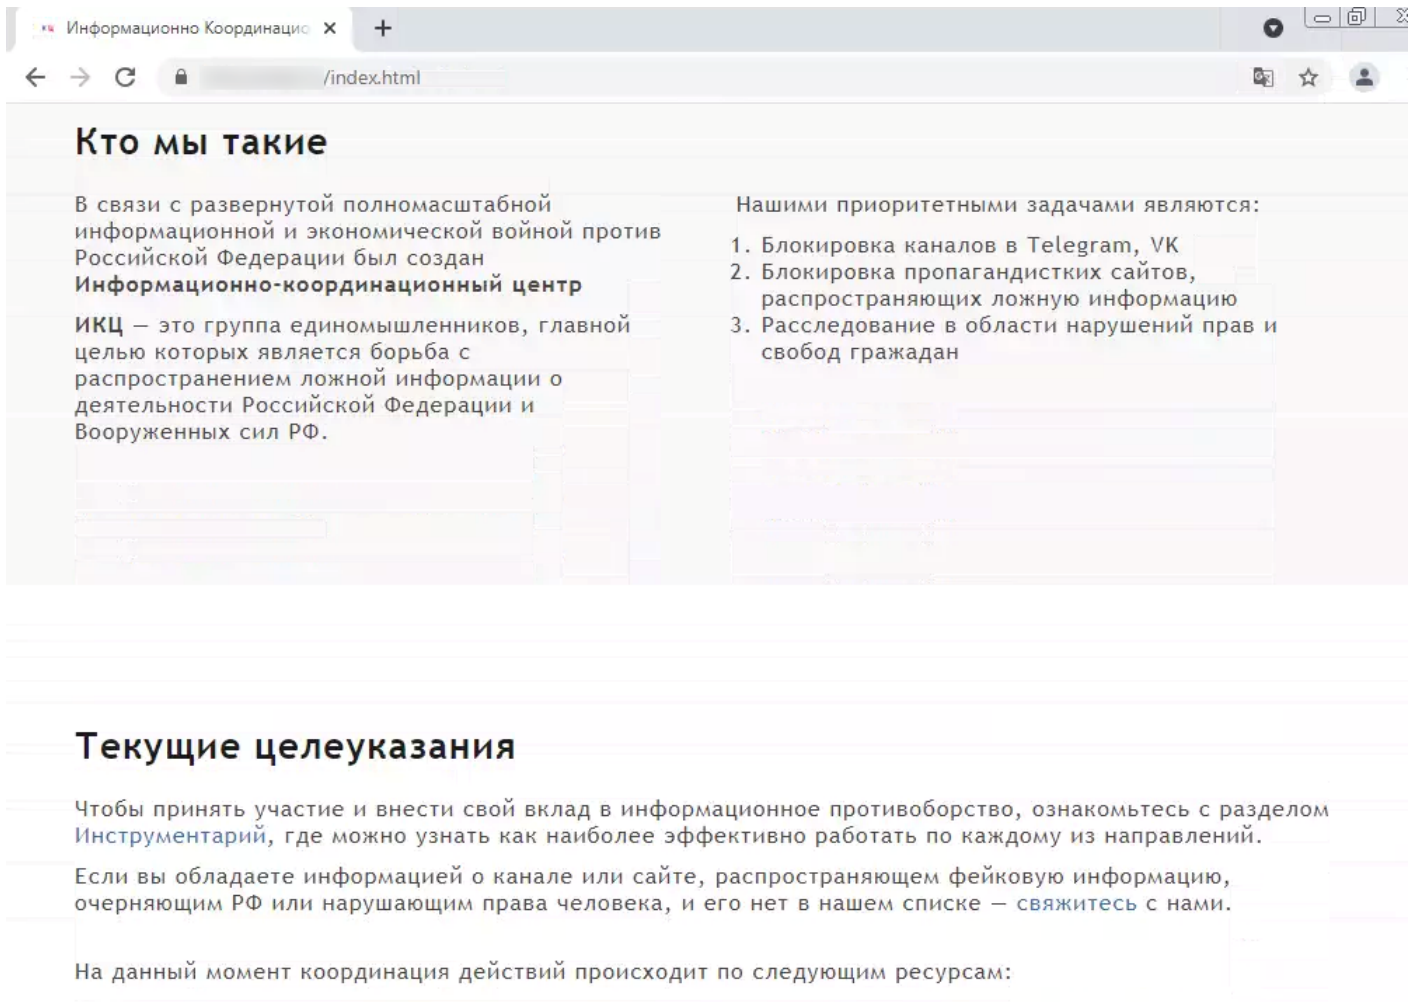 Информационно Координацио
/index.html
Кто мы такие
В связи с развернутой полномасштабной
информационной и экономической войной против
Российской Федерации был создан
Информационно-координационный центр
ИКЦ — это группа единомышленников, главной
целью которых является борьба с
распространением ложной информации о
деятельности Российской Федерации и
Вооруженных сил РФ.
Нашими приоритетными задачами являются:
1. Блокировка каналов в Telegram, VK
2. Блокировка пропагандистких сайтов,
распространяющих ложную информацию
3. Расследование в области нарушений прав и
свобод гражадан
Текущие целеуказания
Чтобы принять участие и внести свой вклад в информационное противоборство, ознакомьтесь с разделом
Инструментарий, где можно узнать как наиболее эффективно работать по каждому из направлений.
Если вы обладаете информацией о канале или сайте, распространяющем фейковую информацию,
очерняющим РФ или нарушающим права человека, и его нет в нашем списке — свяжитесь с нами.
На данный момент координация действий происходит по следующим ресурсам: